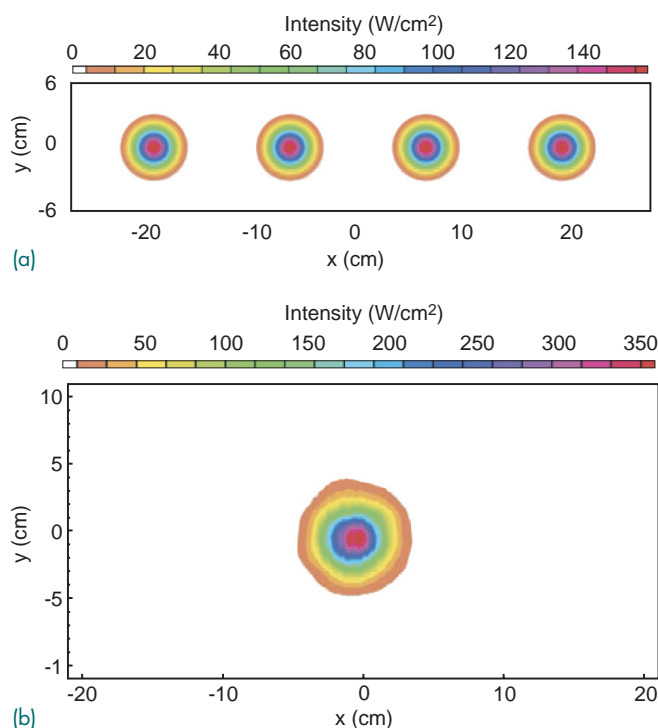 Intensity (W/cm²)
0 20 40 60 80 100 120 140
6
0
-6
y (cm)
-20 -10 0 10 20
x (cm)
(a)
Intensity (W/cm²)
0 50 100 150 200 250 300 350
10
5
0
-5
-1
y (cm)
-20 -10 0 10 20
x (cm)
(b)